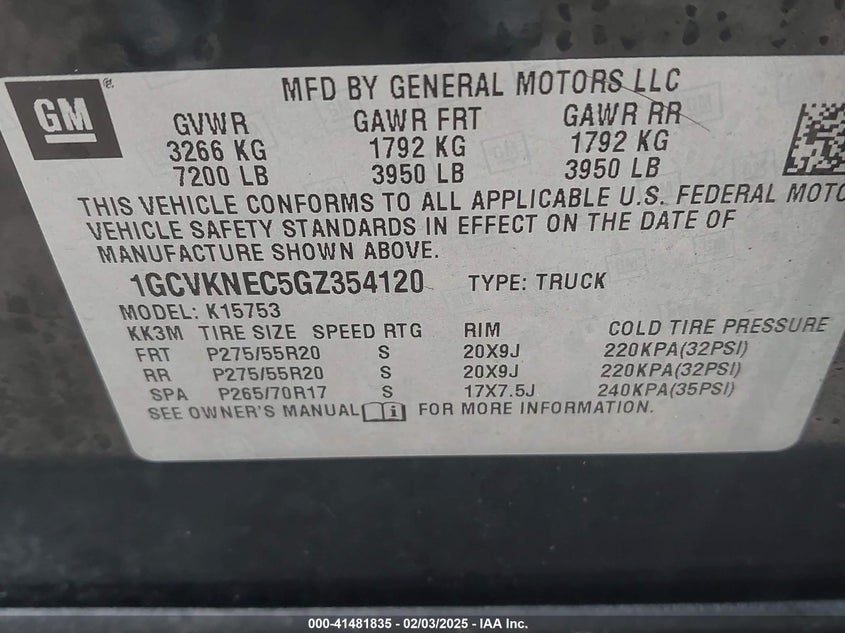 GM
MFD BY GENERAL MOTORS LLC
GVWR GAWR FRT GAWR RR
3266 KG 1792 KG 1792 KG
7200 LB 3950 LB 3950 LB
THIS VEHICLE CONFORMS TO ALL APPLICABLE U.S. FEDERAL MOTO
VEHICLE SAFETY STANDARDS IN EFFECT ON THE DATE OF
MANUFACTURE SHOWN ABOVE.
1GCVKNEC5GZ354120 TYPE: TRUCK
MODEL: K15753
KK3M TIRE SIZE SPEED RTG RIM COLD TIRE PRESSURE
FRT P275/55R20 S 20X9J 220KPA(32PSI)
RR P275/55R20 S 20X9J 220KPA(32PSI)
SPA P265/70R17 S 17X7.5J 240KPA(35PSI)
SEE OWNER'S MANUAL FOR MORE INFORMATION.
000-41481835 - 02/03/2025 - IAA Inc.